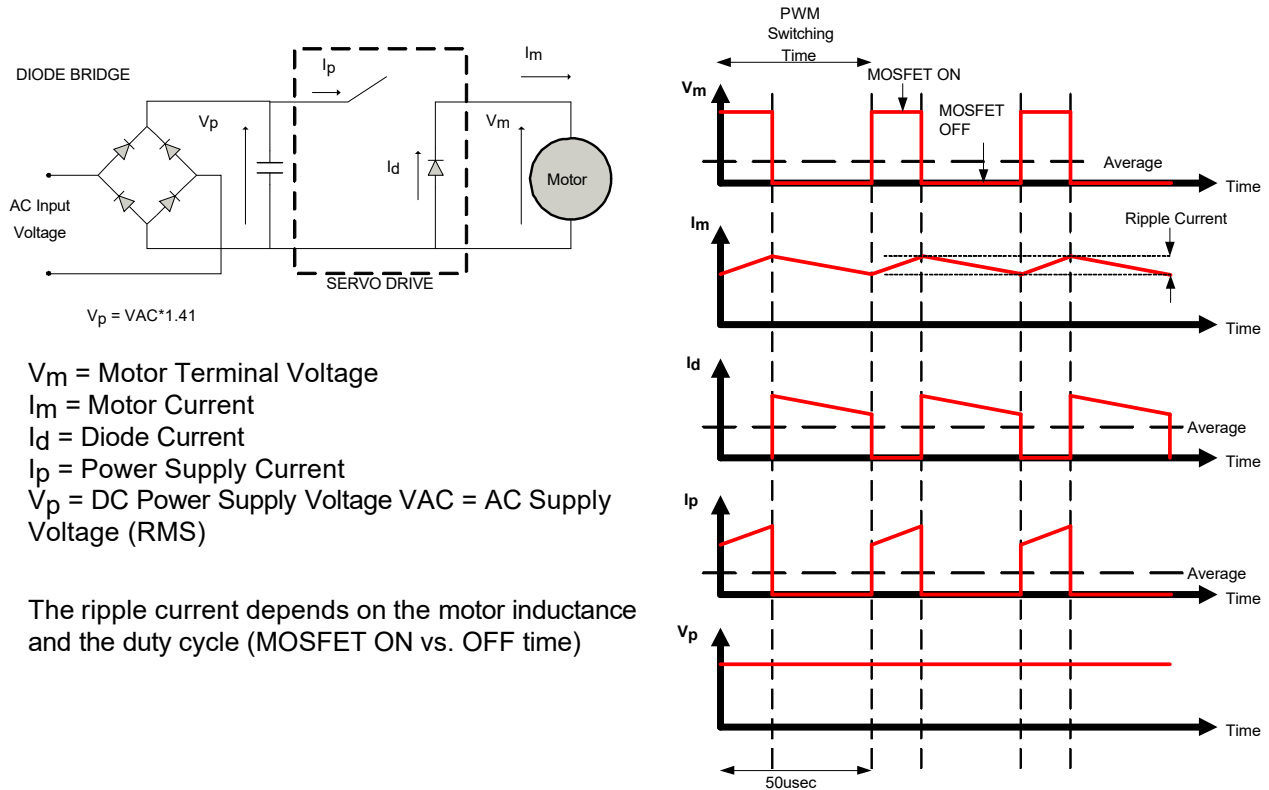 DIODE BRIDGE
Ip
Im
Vp
Id
Vm
Motor
AC Input
Voltage
SERVO DRIVE
Vp = VAC*1.41
Vm = Motor Terminal Voltage
Im = Motor Current
Id = Diode Current
Ip = Power Supply Current
Vp = DC Power Supply Voltage VAC = AC Supply
Voltage (RMS)
The ripple current depends on the motor inductance
and the duty cycle (MOSFET ON vs. OFF time)
PWM
Switching
Time
MOSFET ON
Vm
MOSFET
OFF
Average
Time
Im
Ripple Current
Time
Id
Average
Time
Ip
Average
Time
Vp
Time
50usec